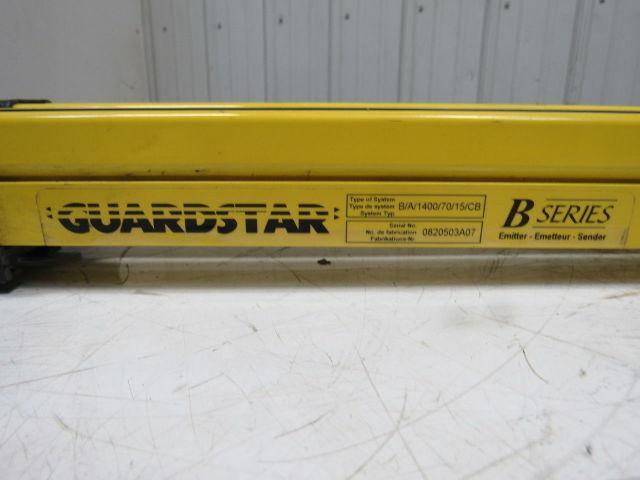 GUARDSTAR
Type of System
Type de système
System Typ
B/A/1400/70/15/CB
Serial No.
No. de fabrication
Fabrikations-Nr.
0820503A07
B SERIES
Emitter - Emetteur - Sender